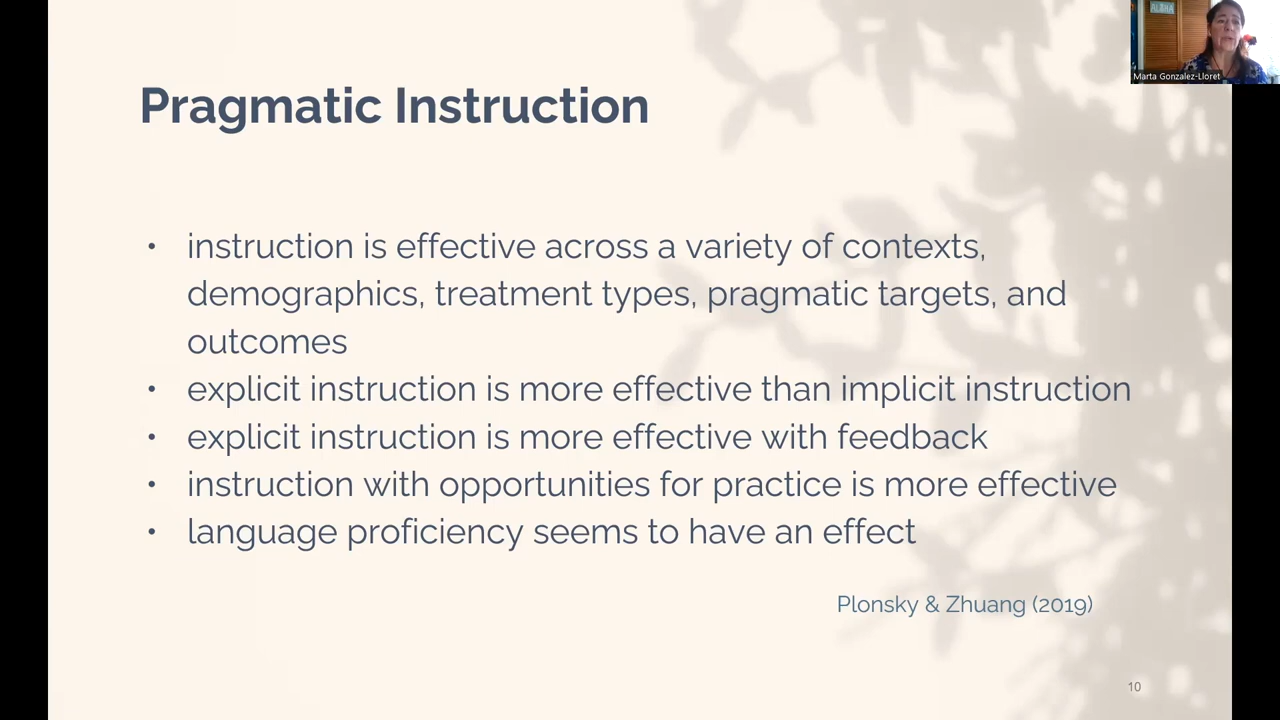 ALOHA
Marta Gonzalez-Lloret
Pragmatic Instruction
• instruction is effective across a variety of contexts,
demographics, treatment types, pragmatic targets, and
outcomes
• explicit instruction is more effective than implicit instruction
• explicit instruction is more effective with feedback
• instruction with opportunities for practice is more effective
• language proficiency seems to have an effect
Plonsky & Zhuang (2019)
10